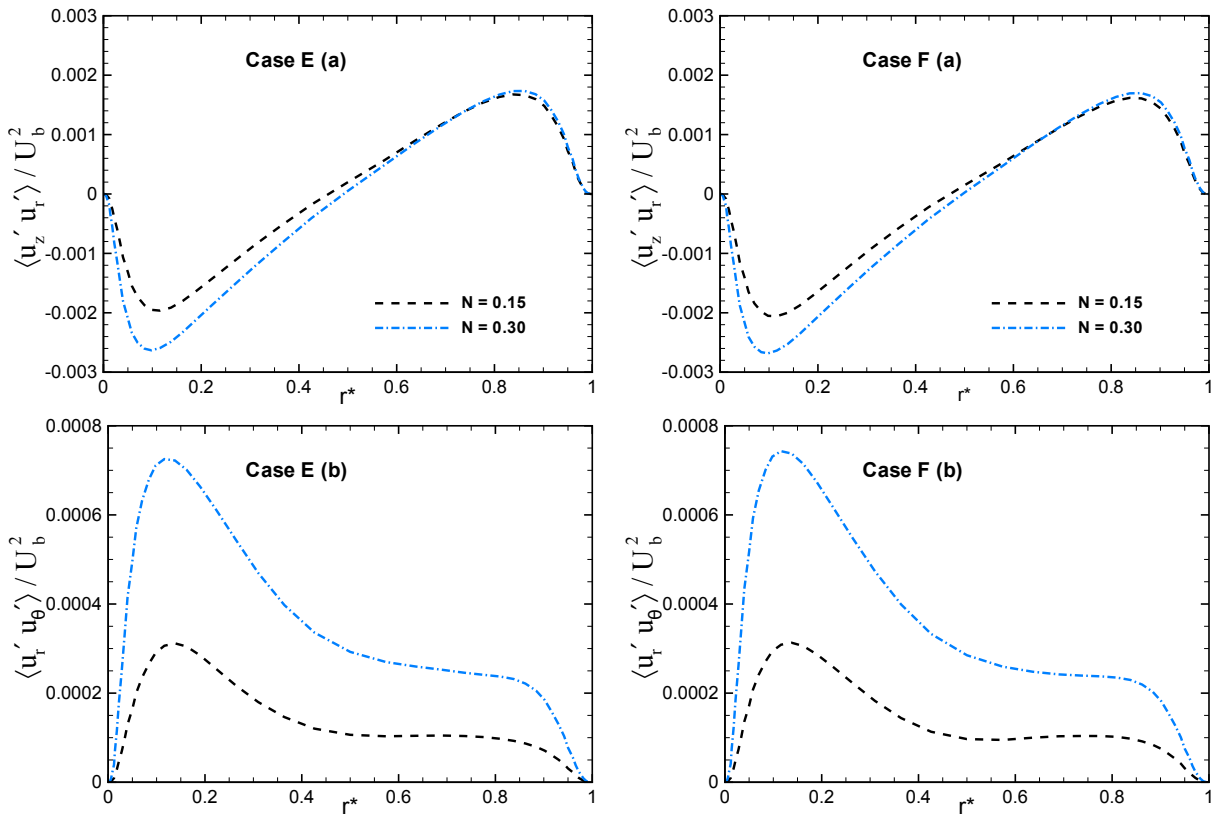 Case E (a)
⟨u_z′ u_r′⟩ / U_b^2
0.003
0.002
0.001
0
-0.001
-0.002
-0.003
N = 0.15
N = 0.30
0 0.2 0.4 0.6 0.8 1
r*
Case F (a)
⟨u_z′ u_r′⟩ / U_b^2
0.003
0.002
0.001
0
-0.001
-0.002
-0.003
N = 0.15
N = 0.30
0 0.2 0.4 0.6 0.8 1
r*
Case E (b)
⟨u_r′ u_θ′⟩ / U_b^2
0.0008
0.0006
0.0004
0.0002
0
0 0.2 0.4 0.6 0.8 1
r*
Case F (b)
⟨u_r′ u_θ′⟩ / U_b^2
0.0008
0.0006
0.0004
0.0002
0
0 0.2 0.4 0.6 0.8 1
r*